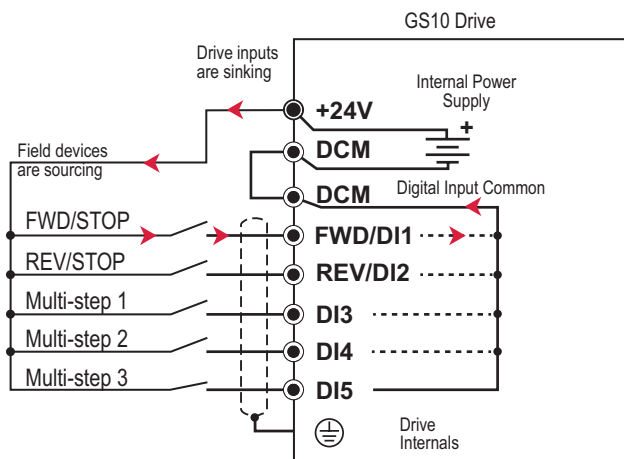 GS10 Drive
Drive inputs
are sinking
Internal Power
Supply
+24V
+
DCM
Field devices
are sourcing
DCM
Digital Input Common
FWD/STOP
FWD/DI1
REV/STOP
REV/DI2
Multi-step 1
DI3
Multi-step 2
DI4
Multi-step 3
DI5
Drive
Internals